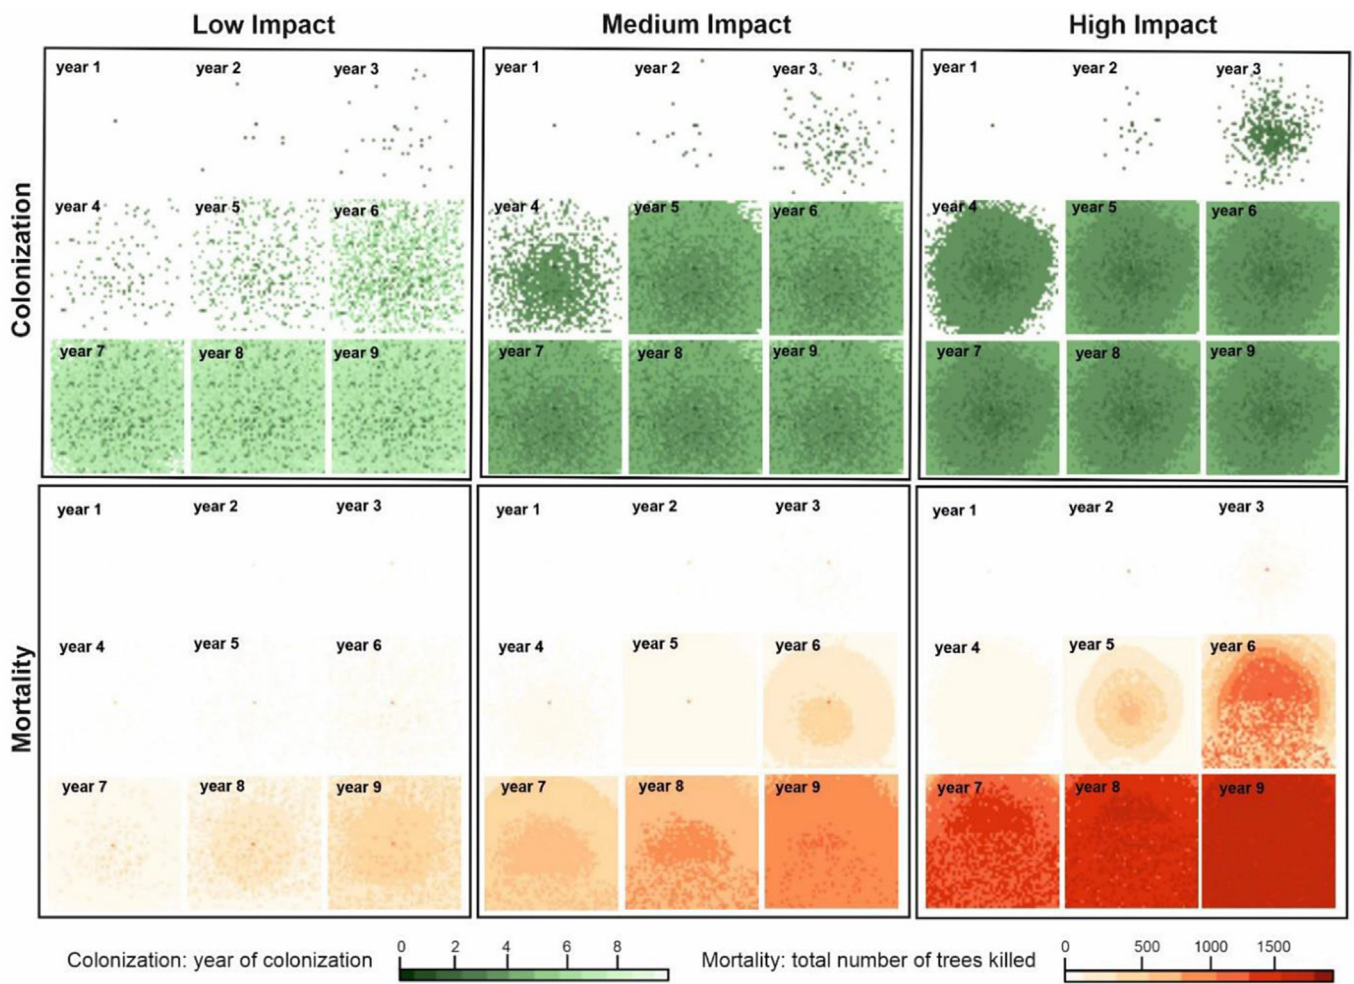 Low Impact Medium Impact High Impact
Colonization
year 1 year 2 year 3 year 1 year 2 year 3 year 1 year 2 year 3
year 4 year 5 year 6 year 4 year 5 year 6 year 4 year 5 year 6
year 7 year 8 year 9 year 7 year 8 year 9 year 7 year 8 year 9
Mortality
year 1 year 2 year 3 year 1 year 2 year 3 year 1 year 2 year 3
year 4 year 5 year 6 year 4 year 5 year 6 year 4 year 5 year 6
year 7 year 8 year 9 year 7 year 8 year 9 year 7 year 8 year 9
0 2 4 6 8 0 500 1000 1500
Colonization: year of colonization Mortality: total number of trees killed